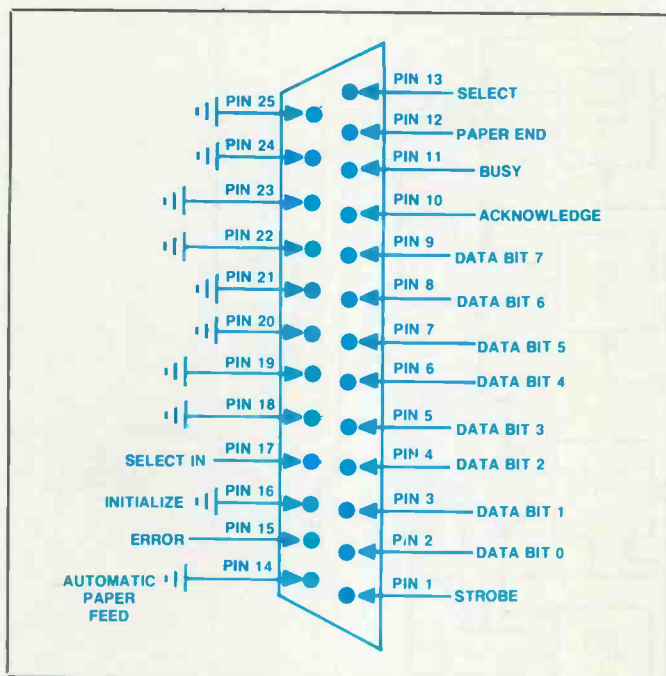 PIN 13
SELECT
PIN 12
PAPER END
PIN 11
BUSY
PIN 10
ACKNOWLEDGE
PIN 9
DATA BIT 7
PIN 8
DATA BIT 6
PIN 7
DATA BIT 5
PIN 6
DATA BIT 4
PIN 5
DATA BIT 3
PIN 4
DATA BIT 2
PIN 3
DATA BIT 1
PIN 2
DATA BIT 0
PIN 1
STROBE
PIN 25
PIN 24
PIN 23
PIN 22
PIN 21
PIN 20
PIN 19
PIN 18
PIN 17
SELECT IN
PIN 16
INITIALIZE
PIN 15
ERROR
PIN 14
AUTOMATIC
PAPER
FEED